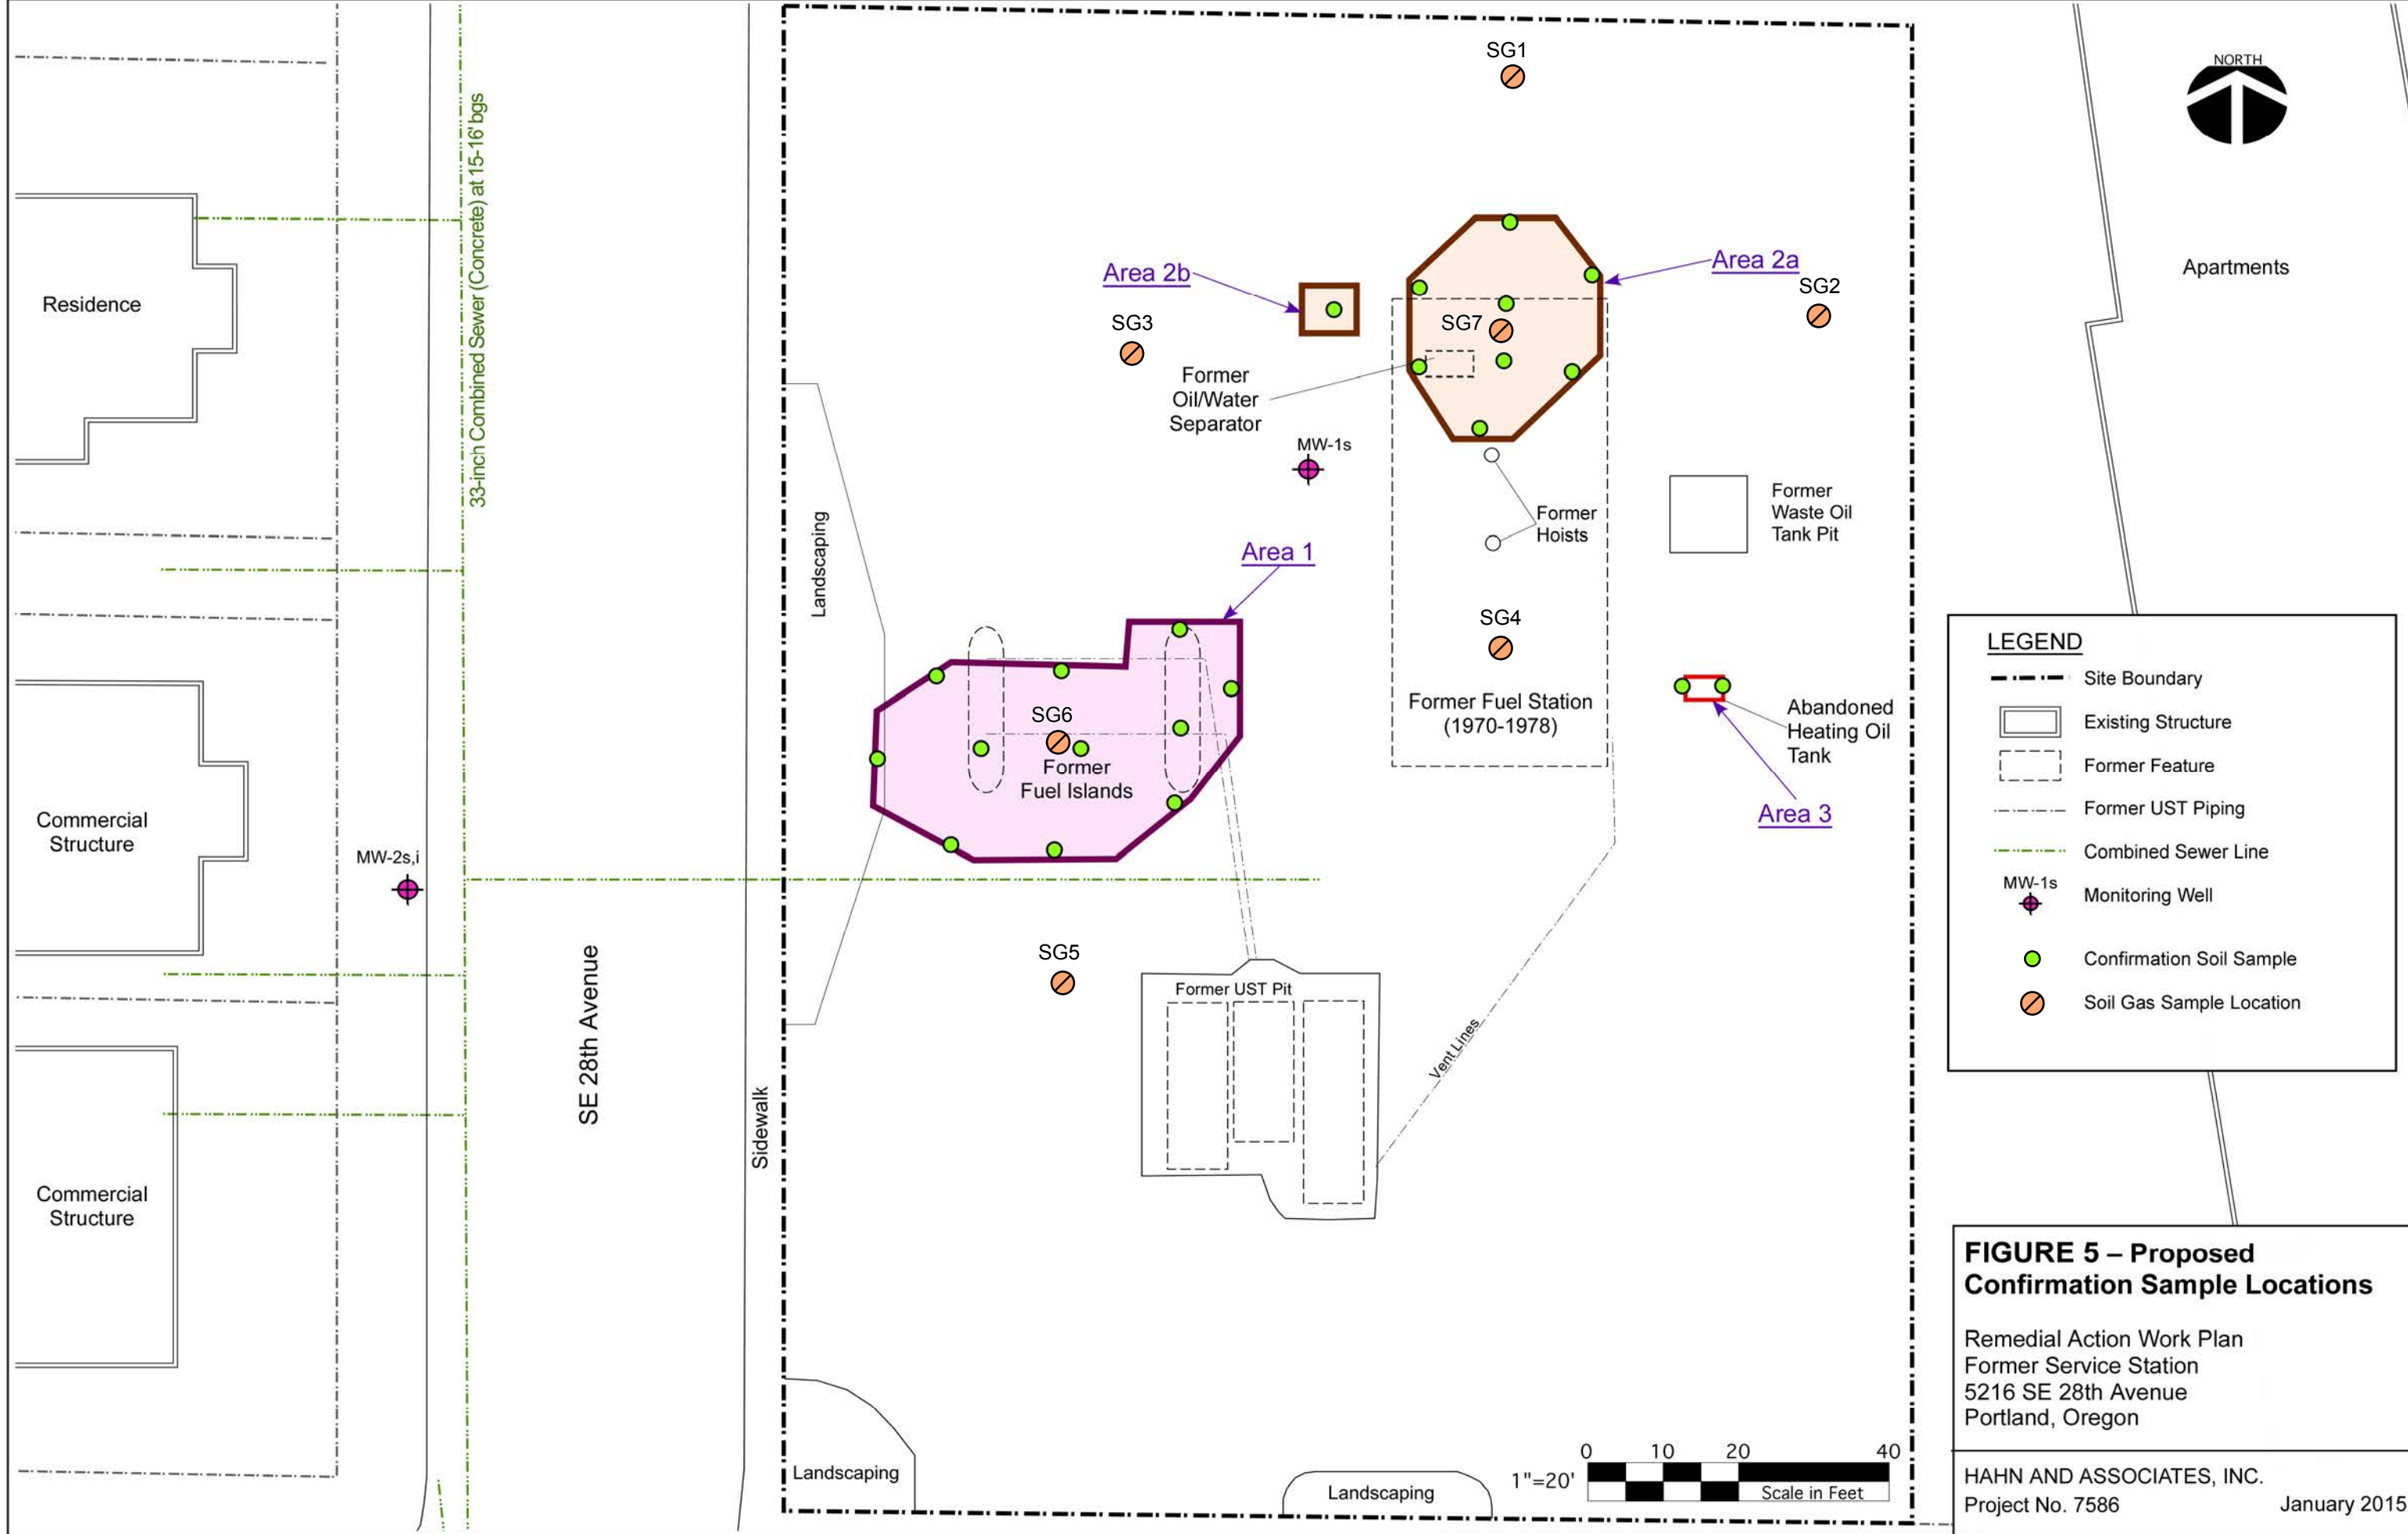 SG1
NORTH
33-inch Combined Sewer (Concrete) at 15-16' bgs
Residence
Area 2b
Area 2a
Apartments
SG2
SG3
SG7
Former
Oil/Water
Separator
MW-1s
Former
Waste Oil
Tank Pit
Former
Hoists
Landscaping
Area 1
SG4
Former Fuel Station
(1970-1978)
Abandoned
Heating Oil
Tank
SG6
Former
Fuel Islands
Area 3
Commercial
Structure
MW-2s,i
SG5
SE 28th Avenue
Former UST Pit
Vent Lines
Sidewalk
Commercial
Structure
Landscaping
Landscaping
LEGEND
Site Boundary
Existing Structure
Former Feature
Former UST Piping
Combined Sewer Line
MW-1s
Monitoring Well
Confirmation Soil Sample
Soil Gas Sample Location
0 10 20 40
1"=20'
Scale in Feet
FIGURE 5 – Proposed
Confirmation Sample Locations
Remedial Action Work Plan
Former Service Station
5216 SE 28th Avenue
Portland, Oregon
HAHN AND ASSOCIATES, INC.
Project No. 7586 January 2015